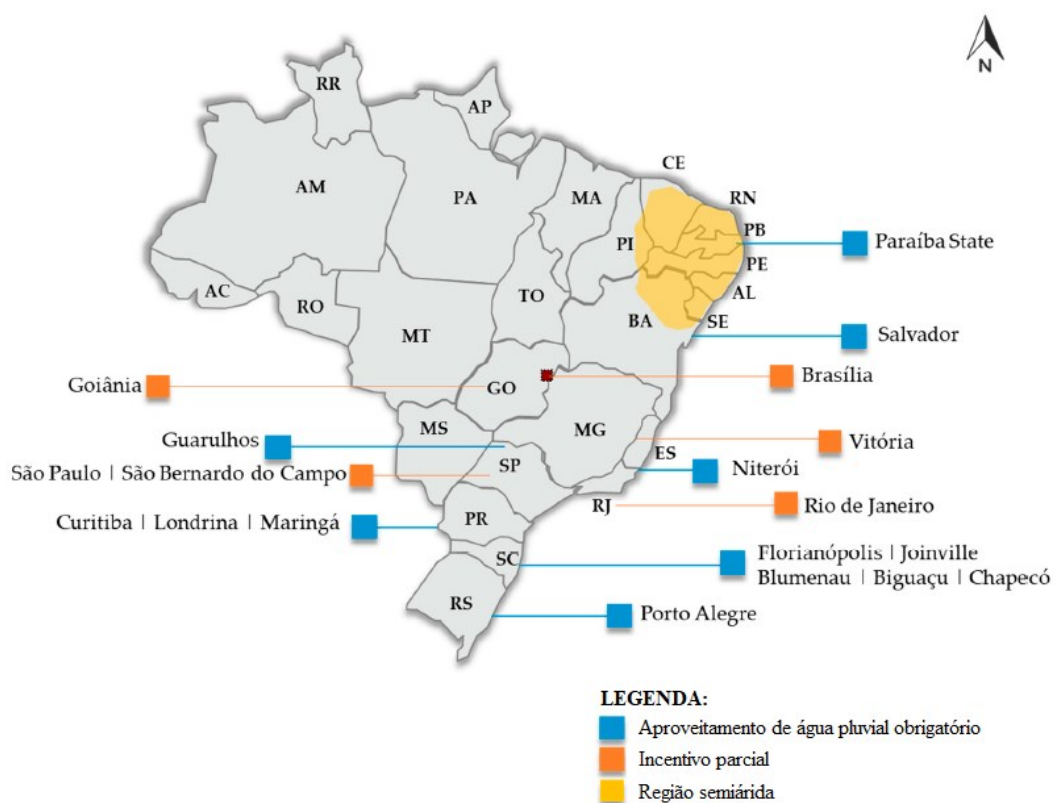 N
RR
AP
CE
AM
PA
MA
RN
PI
PB
Paraíba State
PE
AC
TO
AL
RO
BA
SE
MT
Salvador
Goiânia
GO
Brasília
MS
MG
Guarulhos
Vitória
ES
São Paulo | São Bernardo do Campo
SP
Niterói
RJ
Rio de Janeiro
Curitiba | Londrina | Maringá
PR
Florianópolis | Joinville
SC
Blumenau | Biguaçu | Chapecó
RS
Porto Alegre
LEGENDA:
Aproveitamento de água pluvial obrigatório
Incentivo parcial
Região semiárida